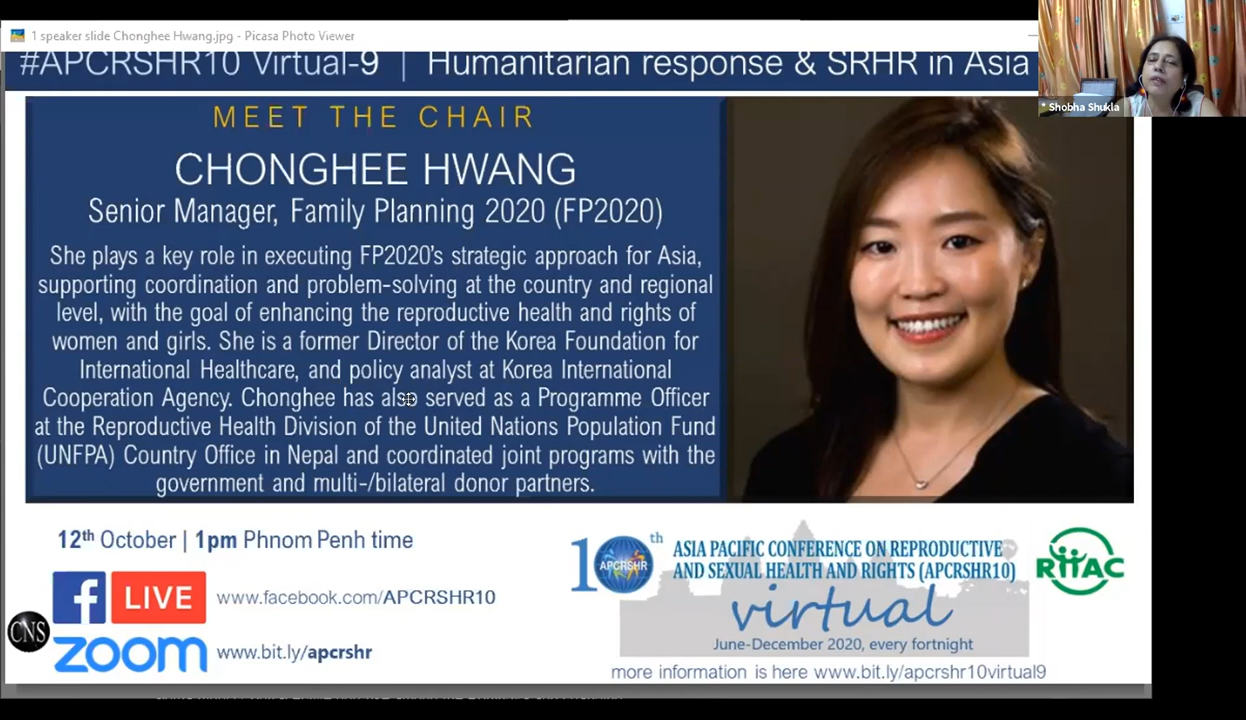 1 speaker slide Chonghee Hwang.jpg - Picasa Photo Viewer
#APCRSHR10 Virtual-9 | Humanitarian response & SRHR in Asia
* Shobha Shukla
MEET THE CHAIR
CHONGHEE HWANG
Senior Manager, Family Planning 2020 (FP2020)
She plays a key role in executing FP2020's strategic approach for Asia,
supporting coordination and problem-solving at the country and regional
level, with the goal of enhancing the reproductive health and rights of
women and girls. She is a former Director of the Korea Foundation for
International Healthcare, and policy analyst at Korea International
Cooperation Agency. Chonghee has also served as a Programme Officer
at the Reproductive Health Division of the United Nations Population Fund
(UNFPA) Country Office in Nepal and coordinated joint programs with the
government and multi-/bilateral donor partners.
12th October | 1pm Phnom Penh time
f LIVE www.facebook.com/APCRSHR10
CNS
zoom www.bit.ly/apcrshr
10th
APCRSHR
ASIA PACIFIC CONFERENCE ON REPRODUCTIVE
AND SEXUAL HEALTH AND RIGHTS (APCRSHR10)
virtual
June-December 2020, every fortnight
more information is here www.bit.ly/apcrshr10virtual9
RHAC